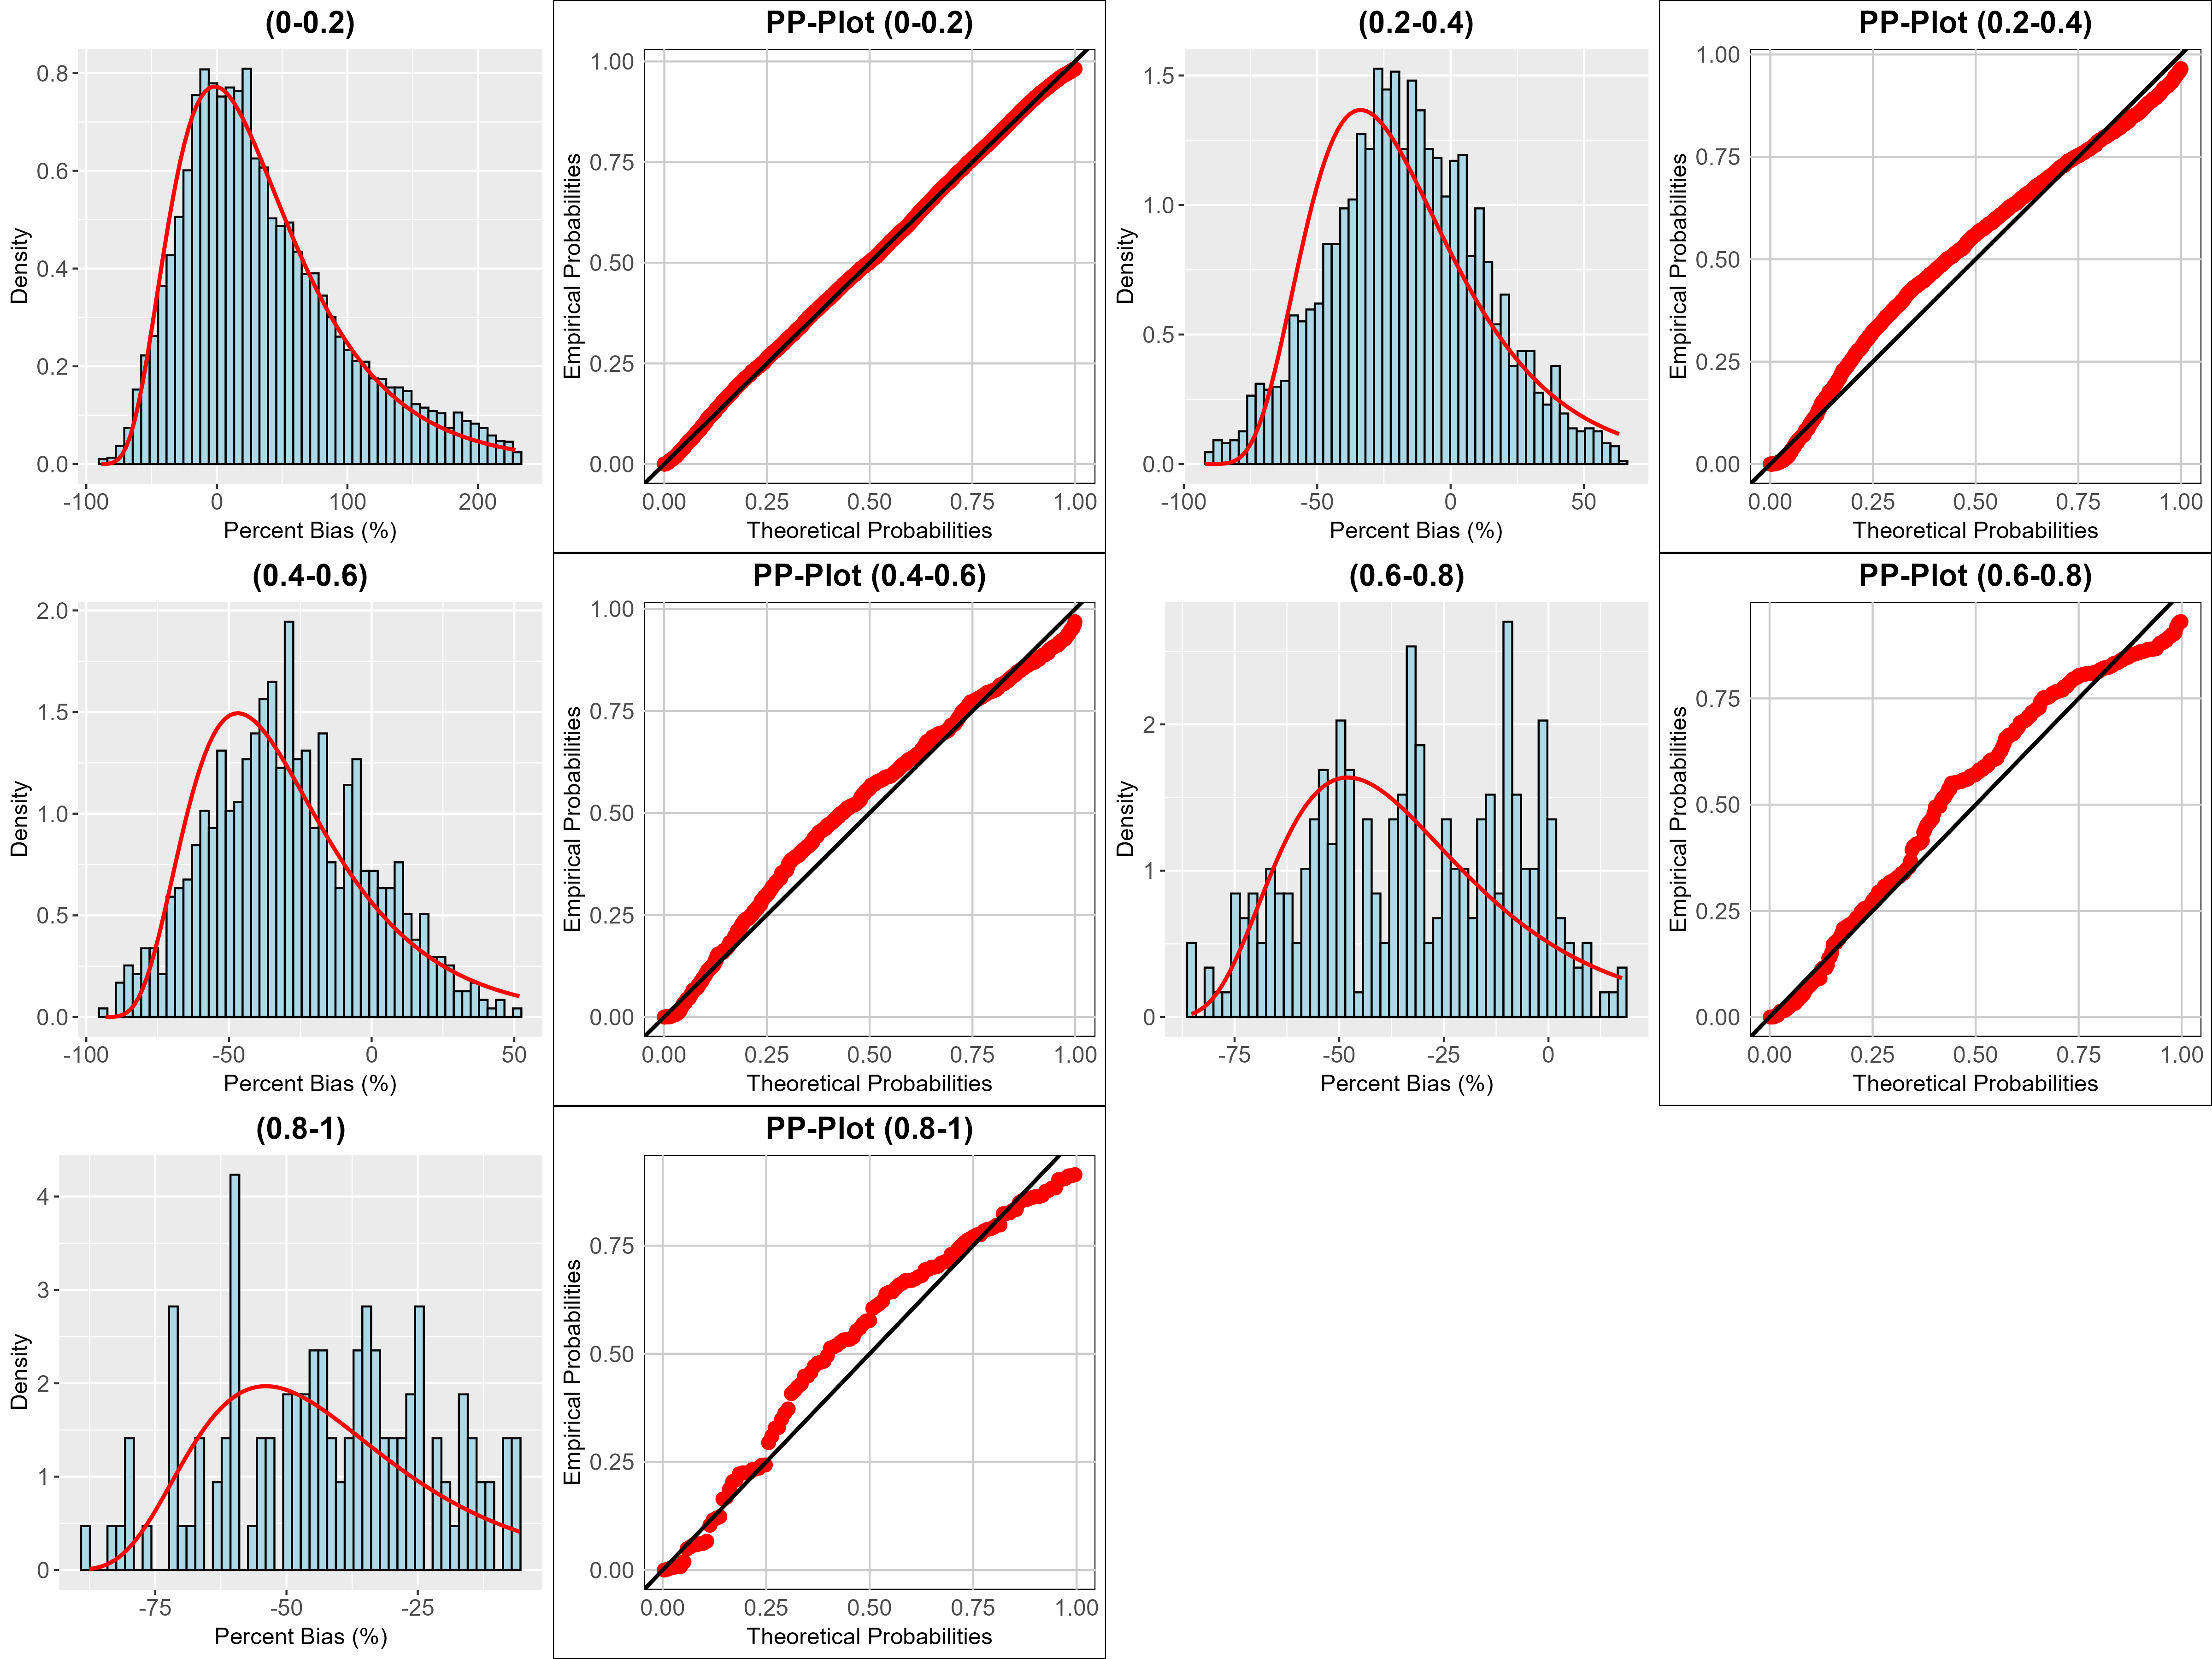 (0-0.2)
0.8
0.6
0.4
0.2
0.0
Density
-100 0 100 200
Percent Bias (%)
PP-Plot (0-0.2)
1.00
0.75
0.50
0.25
0.00
Empirical Probabilities
0.00 0.25 0.50 0.75 1.00
Theoretical Probabilities
(0.2-0.4)
1.5
1.0
0.5
0.0
Density
-100 -50 0 50
Percent Bias (%)
PP-Plot (0.2-0.4)
1.00
0.75
0.50
0.25
0.00
Empirical Probabilities
0.00 0.25 0.50 0.75 1.00
Theoretical Probabilities
(0.4-0.6)
2.0
1.5
1.0
0.5
0.0
Density
-100 -50 0 50
Percent Bias (%)
PP-Plot (0.4-0.6)
1.00
0.75
0.50
0.25
0.00
Empirical Probabilities
0.00 0.25 0.50 0.75 1.00
Theoretical Probabilities
(0.6-0.8)
2
1
0
Density
-75 -50 -25 0
Percent Bias (%)
PP-Plot (0.6-0.8)
0.75
0.50
0.25
0.00
Empirical Probabilities
0.00 0.25 0.50 0.75 1.00
Theoretical Probabilities
(0.8-1)
4
3
2
1
0
Density
-75 -50 -25
Percent Bias (%)
PP-Plot (0.8-1)
0.75
0.50
0.25
0.00
Empirical Probabilities
0.00 0.25 0.50 0.75 1.00
Theoretical Probabilities